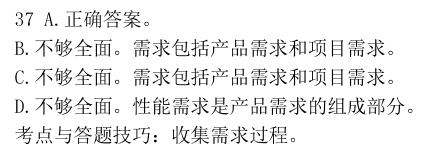 37 A.正确答案。
B.不够全面。需求包括产品需求和项目需求。
C.不够全面。需求包括产品需求和项目需求。
D.不够全面。性能需求是产品需求的组成部分。
考点与答题技巧：收集需求过程。